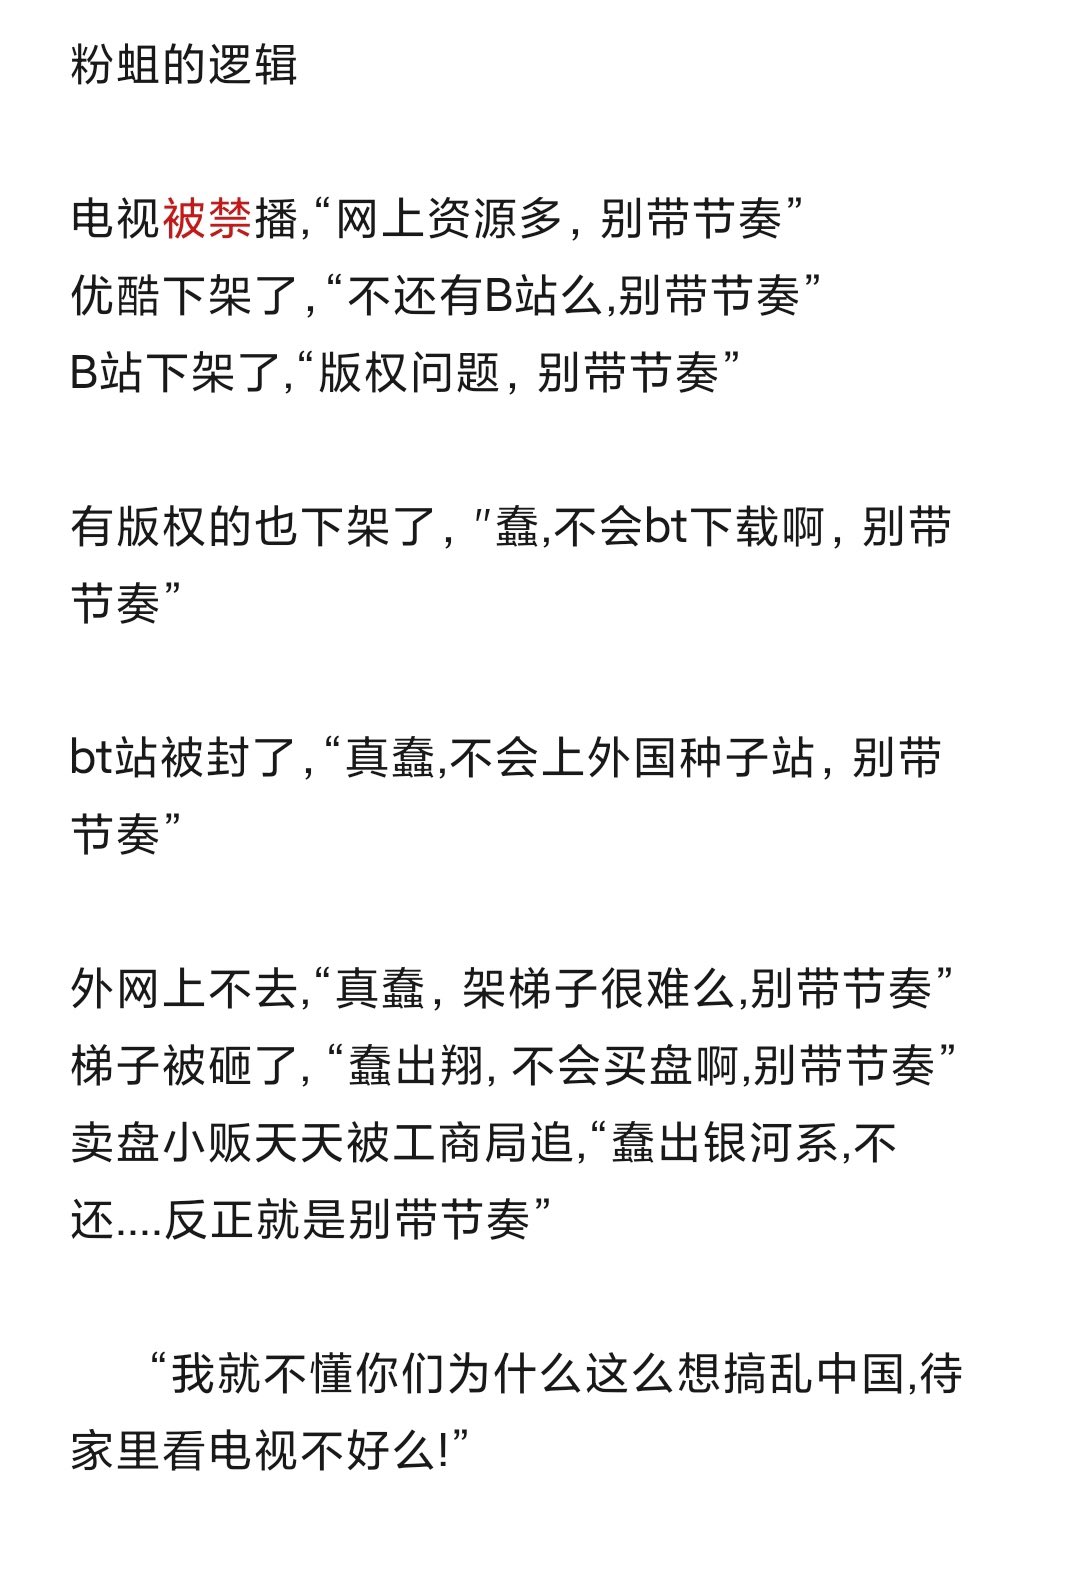 粉蛆的逻辑
电视被禁播,“网上资源多，别带节奏”
优酷下架了，“不还有B站么,别带节奏”
B站下架了,“版权问题，别带节奏”
有版权的也下架了，"蠢,不会bt下载啊，别带
节奏”
bt站被封了，“真蠢,不会上外国种子站，别带
节奏”
外网上不去,“真蠢，架梯子很难么,别带节奏”
梯子被砸了, “蠢出翔, 不会买盘啊,别带节奏”
卖盘小贩天天被工商局追,“蠢出银河系,不
还....反正就是别带节奏”
“我就不懂你们为什么这么想搞乱中国,待
家里看电视不好么!”